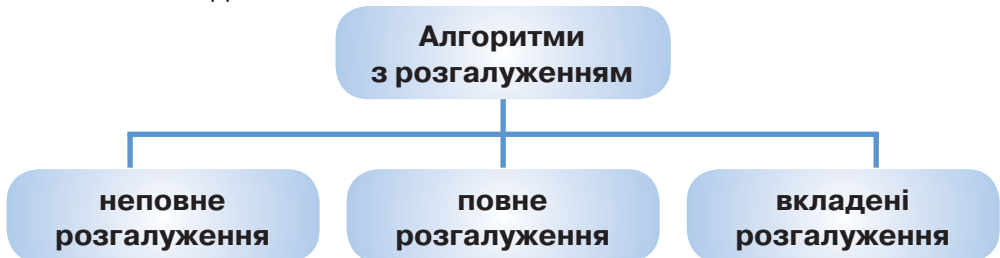 Алгоритми
з розгалуженням
неповне
розгалуження
повне
розгалуження
вкладені
розгалуження